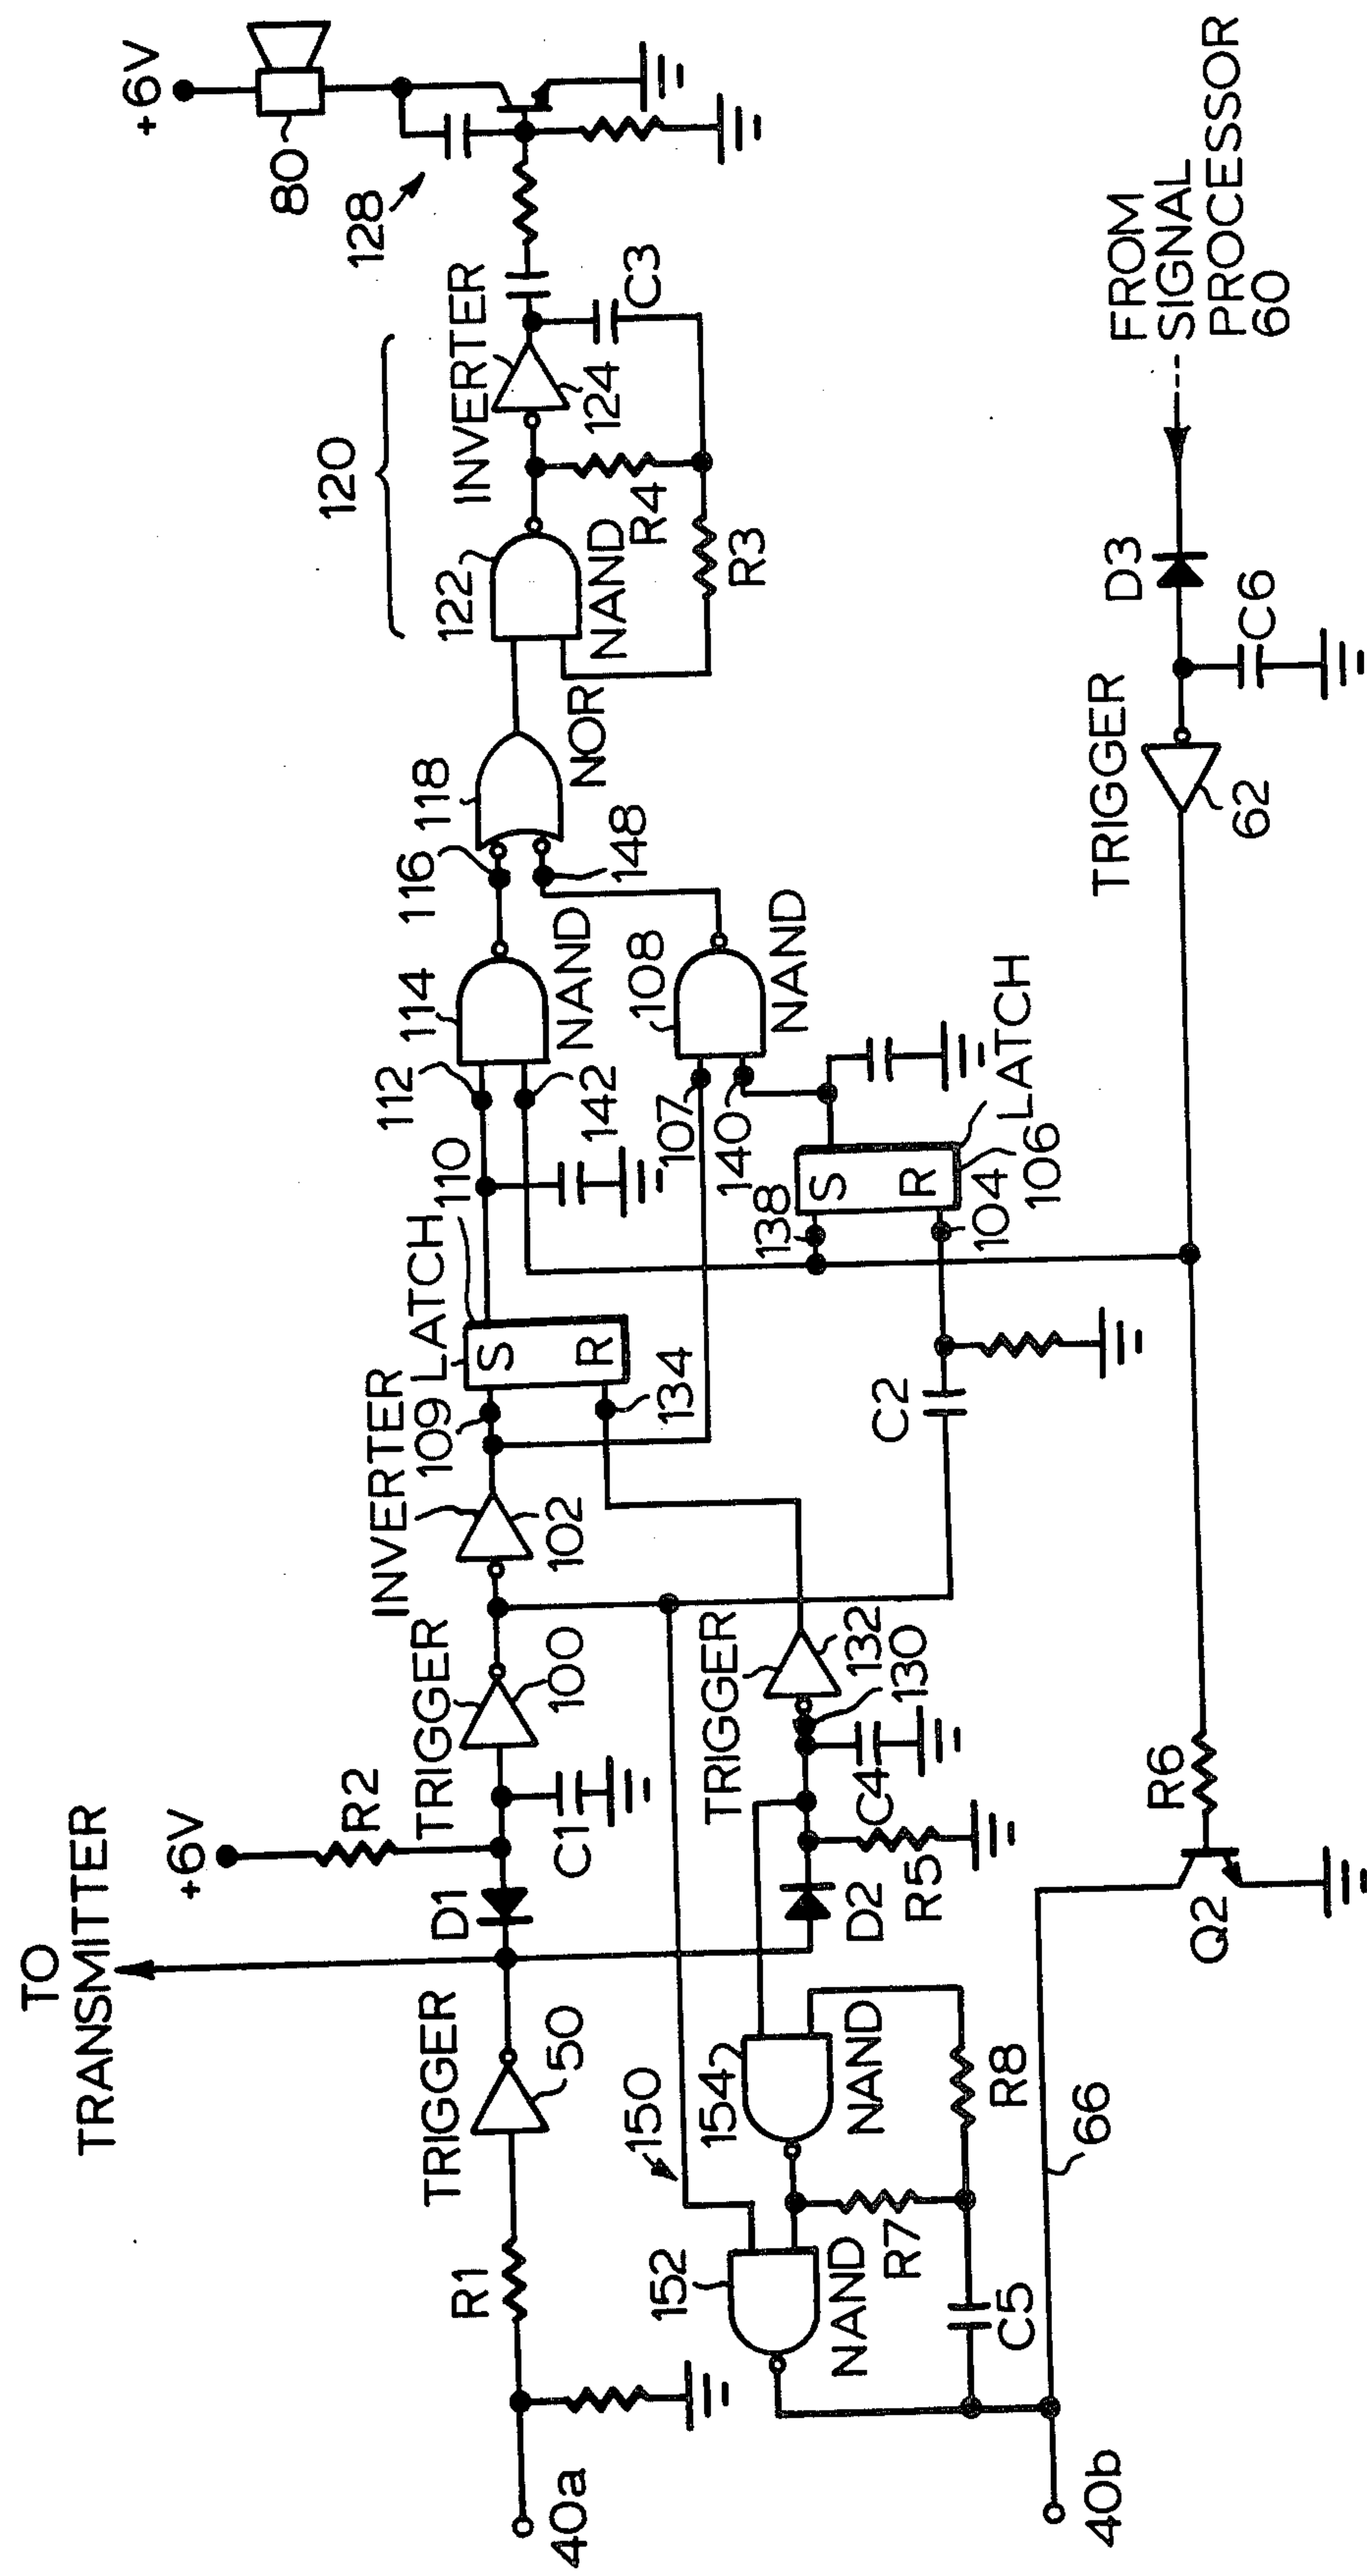 TO
TRANSMITTER
+6V
R2
D1
TRIGGER
50
R1
40a
C1
TRIGGER
100
INVERTER
102
109
LATCH
110
S
R
134
112
114
NAND
142
116
118
NOR
148
107
108
NAND
140
138
S
R
LATCH
104
106
C2
120
122
NAND
R4
R3
INVERTER
124
C3
128
80
+6V
150
152
NAND
154
NAND
R7
R8
C5
D2
R5
C4
TRIGGER
132
130
66
40b
Q2
R6
TRIGGER
62
D3
C6
FROM
SIGNAL
PROCESSOR
60